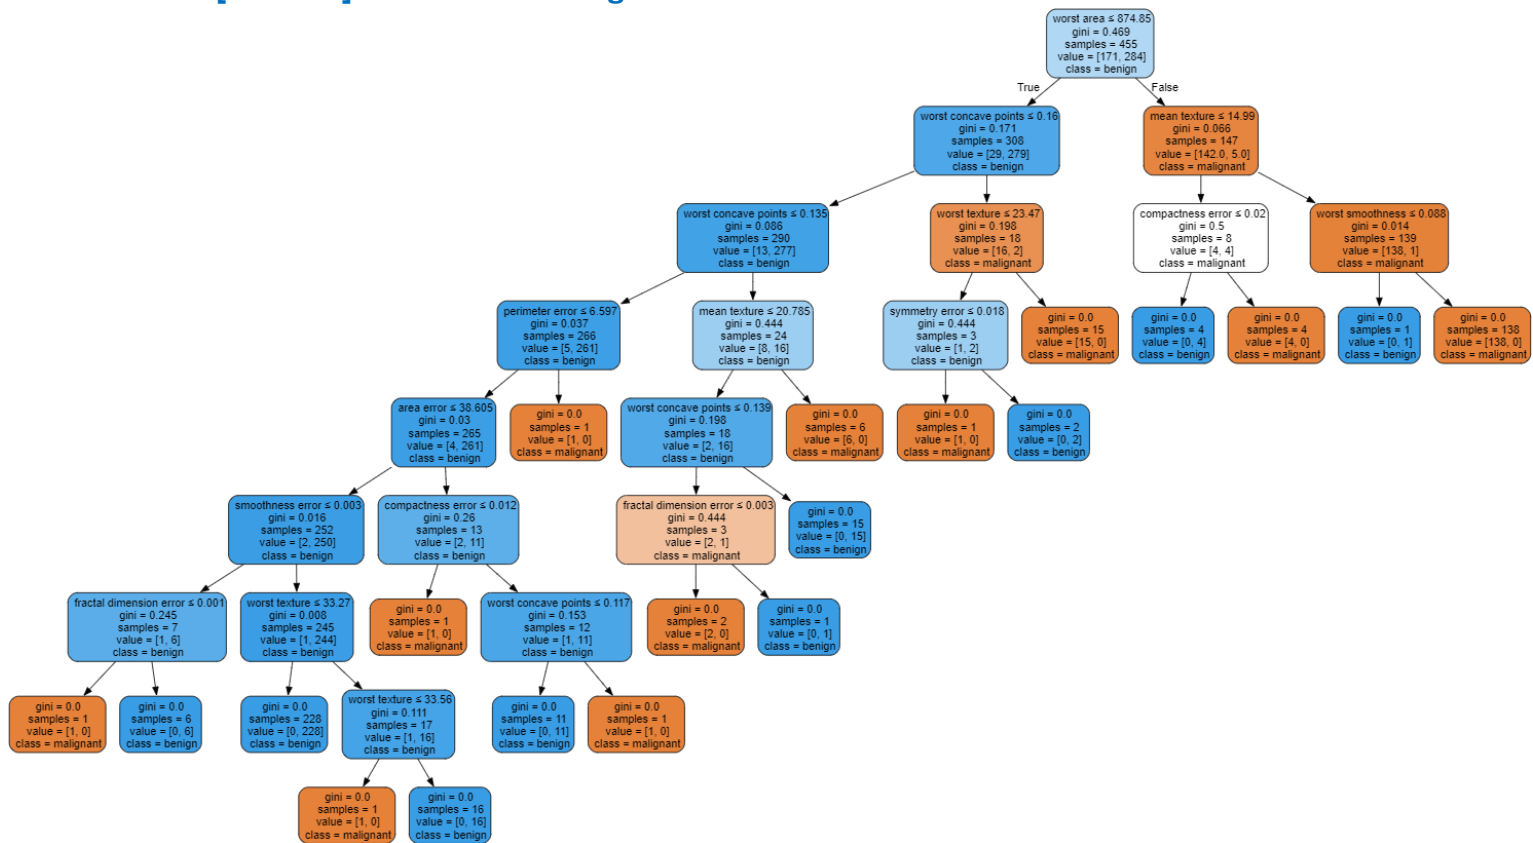 worst area ≤ 874.85
gini = 0.469
samples = 455
value = [171, 284]
class = benign
True
False
worst concave points ≤ 0.16
gini = 0.171
samples = 308
value = [29, 279]
class = benign
mean texture ≤ 14.99
gini = 0.066
samples = 147
value = [142.0, 5.0]
class = malignant
worst concave points ≤ 0.135
gini = 0.086
samples = 290
value = [13, 277]
class = benign
worst texture ≤ 23.47
gini = 0.198
samples = 18
value = [16, 2]
class = malignant
compactness error ≤ 0.02
gini = 0.5
samples = 8
value = [4, 4]
class = malignant
worst smoothness ≤ 0.088
gini = 0.014
samples = 139
value = [138, 1]
class = malignant
perimeter error ≤ 6.597
gini = 0.037
samples = 266
value = [5, 261]
class = benign
mean texture ≤ 20.785
gini = 0.444
samples = 24
value = [8, 16]
class = benign
symmetry error ≤ 0.018
gini = 0.444
samples = 3
value = [1, 2]
class = benign
gini = 0.0
samples = 15
value = [15, 0]
class = malignant
gini = 0.0
samples = 4
value = [0, 4]
class = benign
gini = 0.0
samples = 4
value = [4, 0]
class = malignant
gini = 0.0
samples = 1
value = [0, 1]
class = benign
gini = 0.0
samples = 138
value = [138, 0]
class = malignant
area error ≤ 38.605
gini = 0.03
samples = 265
value = [4, 261]
class = benign
gini = 0.0
samples = 1
value = [1, 0]
class = malignant
worst concave points ≤ 0.139
gini = 0.198
samples = 18
value = [2, 16]
class = benign
gini = 0.0
samples = 6
value = [6, 0]
class = malignant
gini = 0.0
samples = 1
value = [1, 0]
class = malignant
gini = 0.0
samples = 2
value = [0, 2]
class = benign
smoothness error ≤ 0.003
gini = 0.016
samples = 252
value = [2, 250]
class = benign
compactness error ≤ 0.012
gini = 0.26
samples = 13
value = [2, 11]
class = benign
fractal dimension error ≤ 0.003
gini = 0.444
samples = 3
value = [2, 1]
class = malignant
gini = 0.0
samples = 15
value = [0, 15]
class = benign
fractal dimension error ≤ 0.001
gini = 0.245
samples = 7
value = [1, 6]
class = benign
worst texture ≤ 33.27
gini = 0.008
samples = 245
value = [1, 244]
class = benign
gini = 0.0
samples = 1
value = [1, 0]
class = malignant
worst concave points ≤ 0.117
gini = 0.153
samples = 12
value = [1, 11]
class = benign
gini = 0.0
samples = 2
value = [2, 0]
class = malignant
gini = 0.0
samples = 1
value = [0, 1]
class = benign
gini = 0.0
samples = 1
value = [1, 0]
class = malignant
gini = 0.0
samples = 6
value = [0, 6]
class = benign
gini = 0.0
samples = 228
value = [0, 228]
class = benign
worst texture ≤ 33.56
gini = 0.111
samples = 17
value = [1, 16]
class = benign
gini = 0.0
samples = 11
value = [0, 11]
class = benign
gini = 0.0
samples = 1
value = [1, 0]
class = malignant
gini = 0.0
samples = 1
value = [1, 0]
class = malignant
gini = 0.0
samples = 16
value = [0, 16]
class = benign